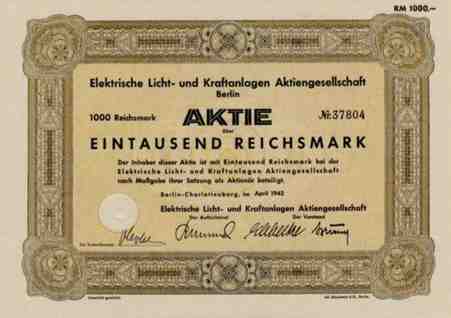 RM 1000,—
Elektrische Licht- und Kraftanlagen Aktiengesellschaft
Berlin
1000 Reichsmark
AKTIE
№ 37804
über
EINTAUSEND REICHSMARK
Der Inhaber dieser Aktie ist mit Eintausend Reichsmark bei der
Elektrische Licht- und Kraftanlagen Aktiengesellschaft
nach Maßgabe ihrer Satzung als Aktionär beteiligt.
Berlin-Charlottenburg, im April 1942
Elektrische Licht- und Kraftanlagen Aktiengesellschaft
Der Aufsichtsrat
Der Vorstand